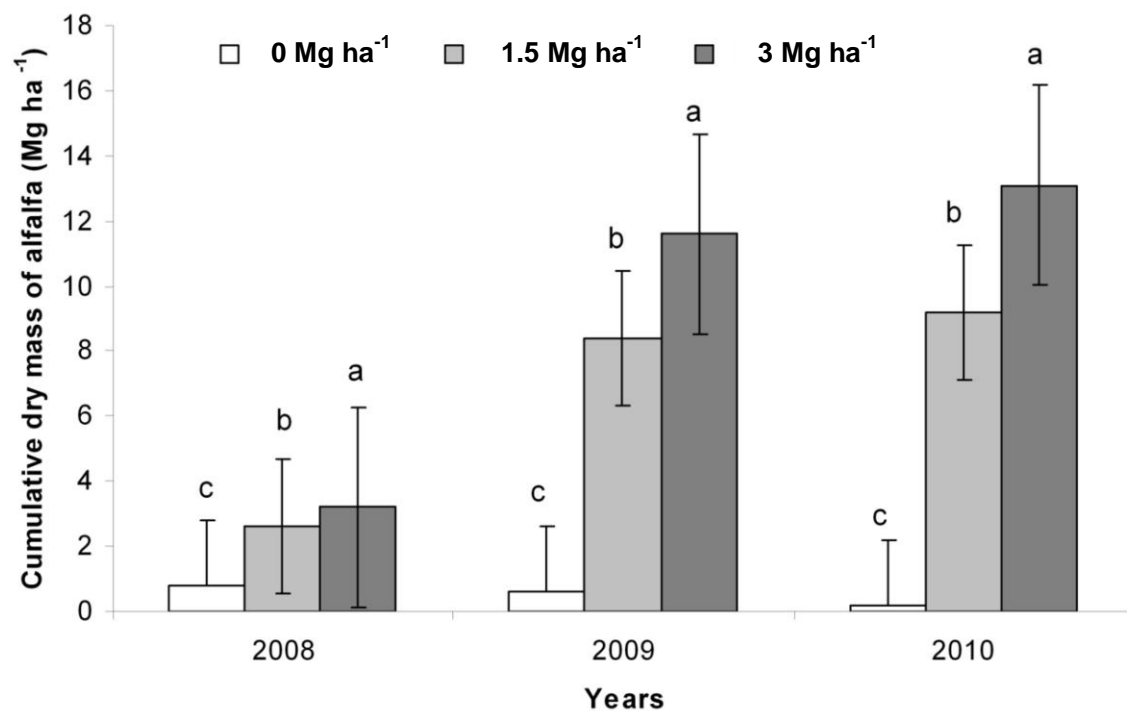 18
0 Mg ha⁻¹ 1.5 Mg ha⁻¹ 3 Mg ha⁻¹
16
14
12
10
8
6
4
2
0
Cumulative dry mass of alfalfa (Mg ha⁻¹)
c b a
c b a
c b a
2008 2009 2010
Years